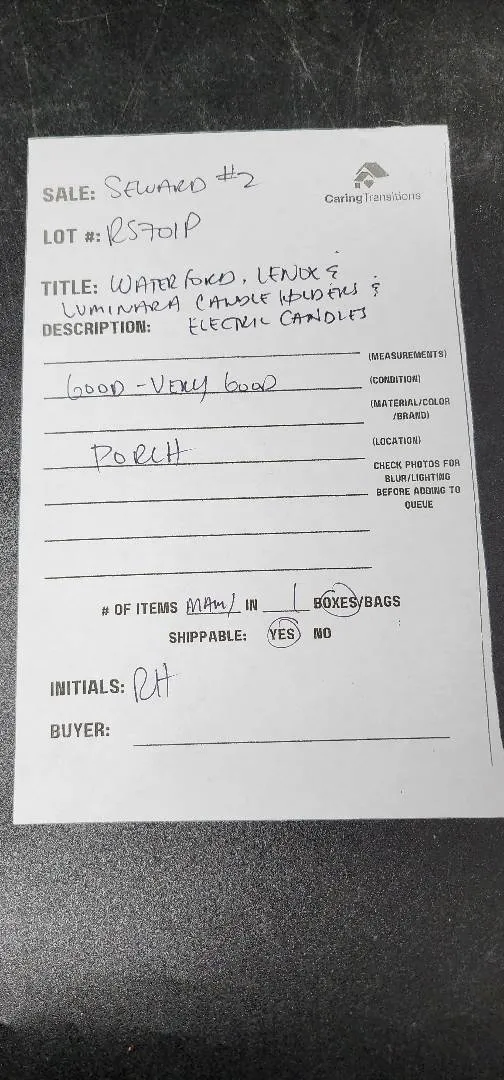 SALE: SEWARD #2
CaringTransitions
LOT #: RS701P
TITLE: WATERFORD, LENOX &
LUMINARA CANDLE HOLDERS &
DESCRIPTION: ELECTRIC CANDLES
(MEASUREMENTS)
GOOD - VERY GOOD (CONDITION)
(MATERIAL/COLOR
/BRAND)
PORCH (LOCATION)
CHECK PHOTOS FOR
BLUR/LIGHTING
BEFORE ADDING TO
QUEUE
# OF ITEMS MANY IN 1 BOXES/BAGS
SHIPPABLE: YES NO
INITIALS: RH
BUYER: